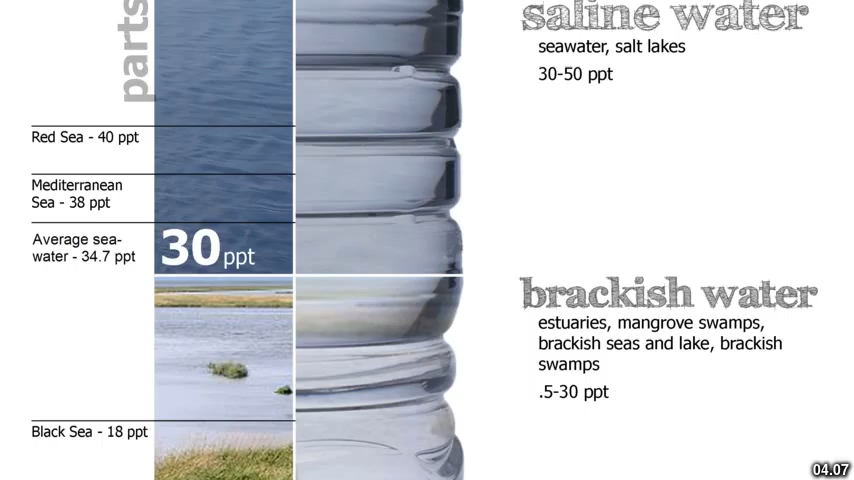 parts
saline water
seawater, salt lakes
30-50 ppt
Red Sea - 40 ppt
Mediterranean
Sea - 38 ppt
Average sea-
water - 34.7 ppt
30 ppt
brackish water
estuaries, mangrove swamps,
brackish seas and lake, brackish
swamps
.5-30 ppt
Black Sea - 18 ppt
04.07